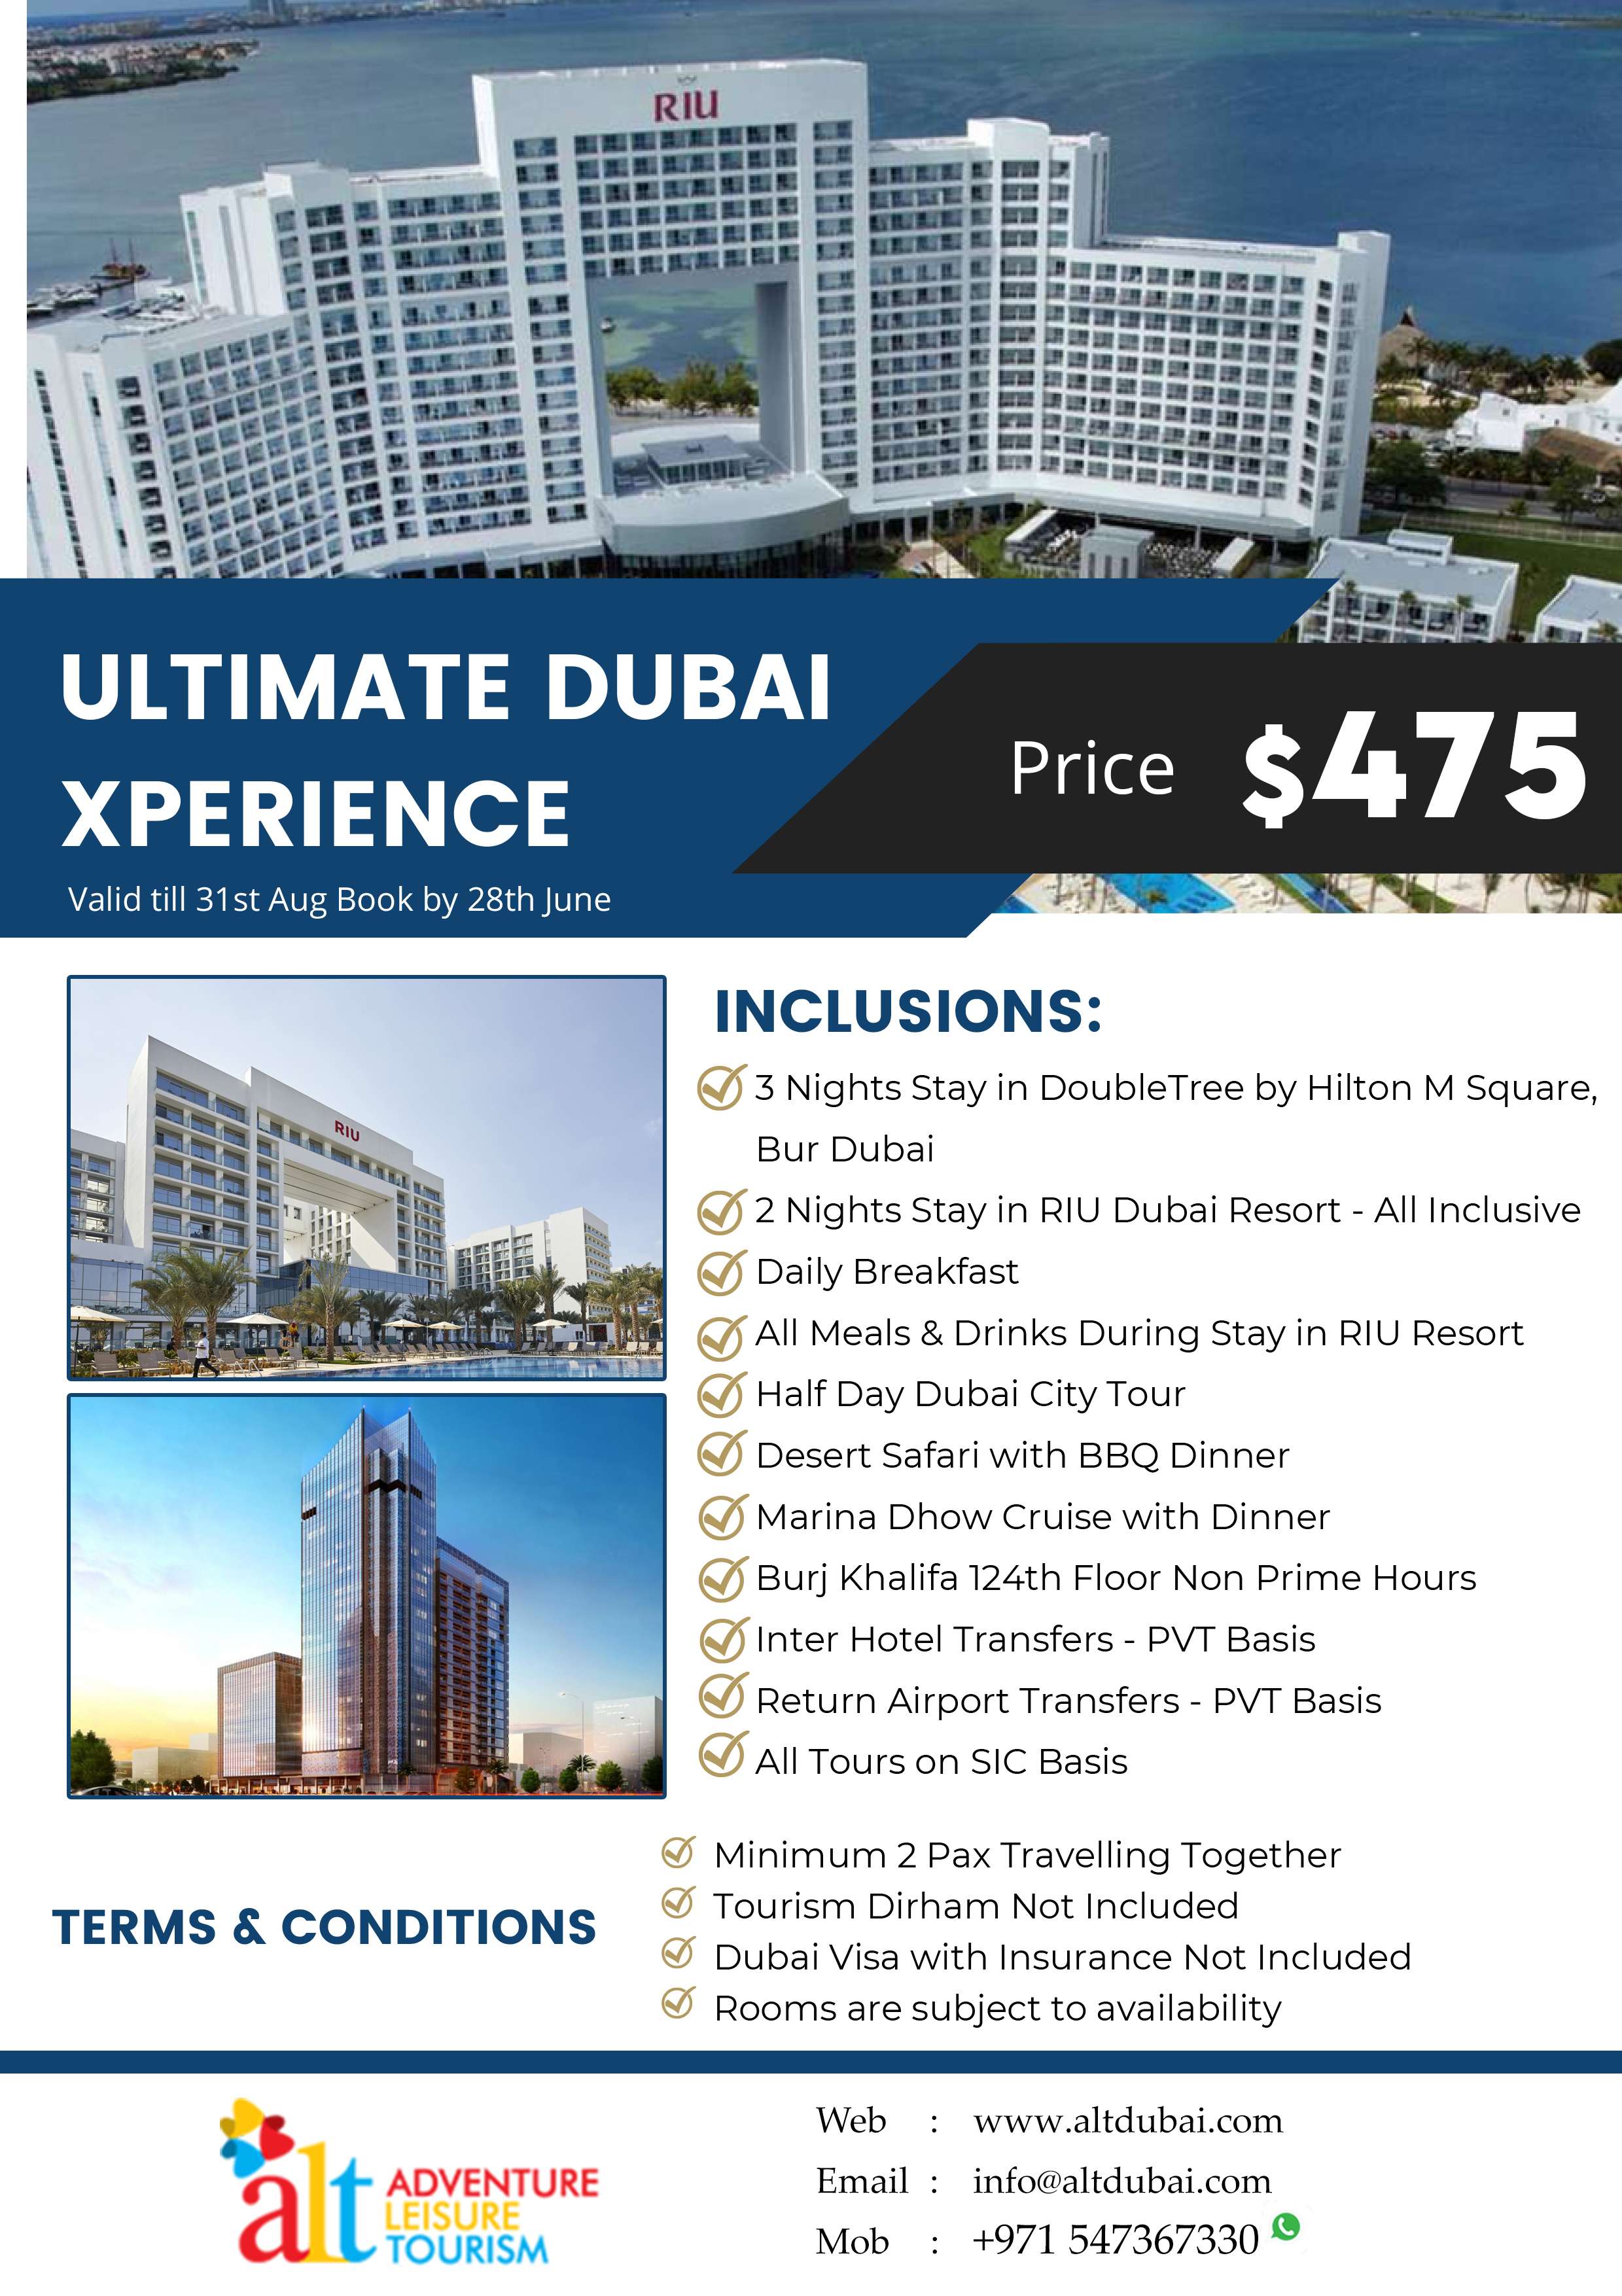 RIU
ULTIMATE DUBAI
XPERIENCE
Valid till 31st Aug Book by 28th June
Price $475
RIU
INCLUSIONS:
3 Nights Stay in DoubleTree by Hilton M Square,
Bur Dubai
2 Nights Stay in RIU Dubai Resort - All Inclusive
Daily Breakfast
All Meals & Drinks During Stay in RIU Resort
Half Day Dubai City Tour
Desert Safari with BBQ Dinner
Marina Dhow Cruise with Dinner
Burj Khalifa 124th Floor Non Prime Hours
Inter Hotel Transfers - PVT Basis
Return Airport Transfers - PVT Basis
All Tours on SIC Basis
TERMS & CONDITIONS
Minimum 2 Pax Travelling Together
Tourism Dirham Not Included
Dubai Visa with Insurance Not Included
Rooms are subject to availability
alt
ADVENTURE
LEISURE
TOURISM
Web : www.altdubai.com
Email : info@altdubai.com
Mob : +971 547367330